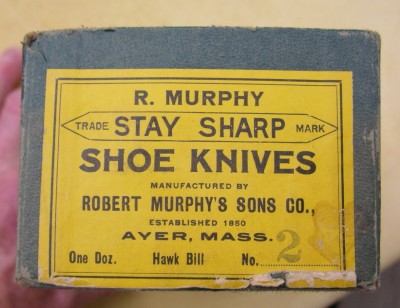 R. MURPHY
TRADE STAY SHARP MARK
SHOE KNIVES
MANUFACTURED BY
ROBERT MURPHY'S SONS CO.,
ESTABLISHED 1850
AYER, MASS.
One Doz. Hawk Bill No. 2